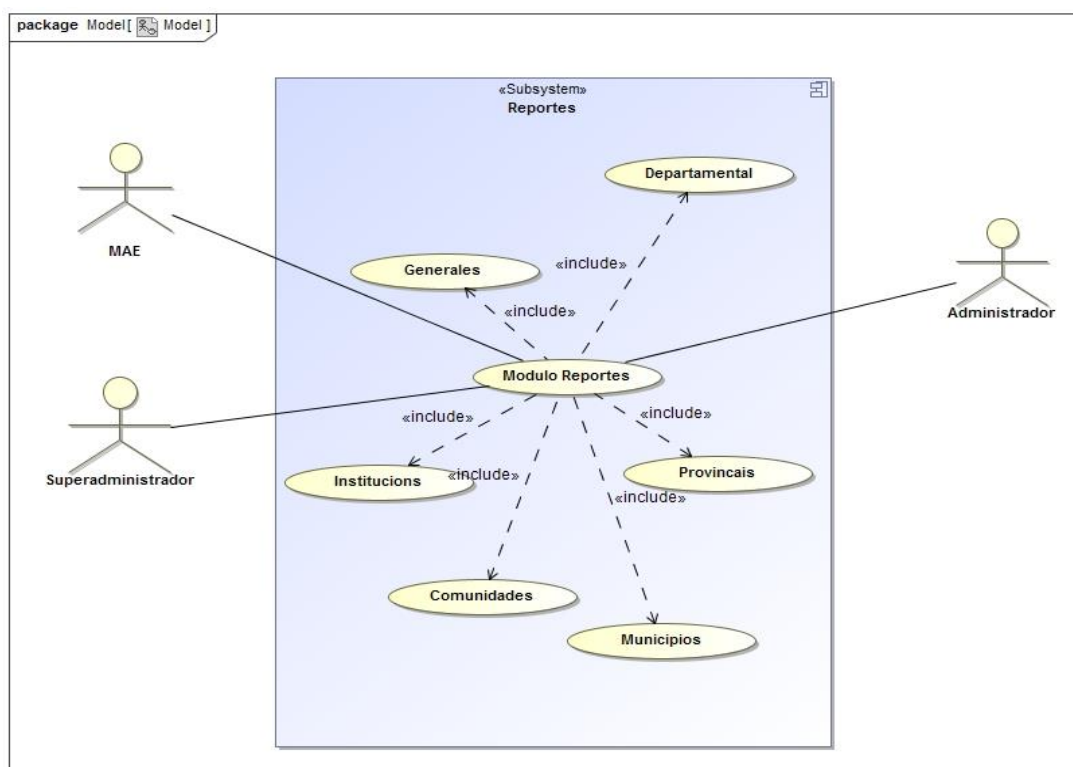 package Model[ Model ]
«Subsystem»
Reportes
Departamental
MAE
Generales
«include»
«include»
Administrador
Modulo Reportes
«include»
«include»
Superadministrador
Institucions
«include»
Provincais
«include»
Comunidades
Municipios